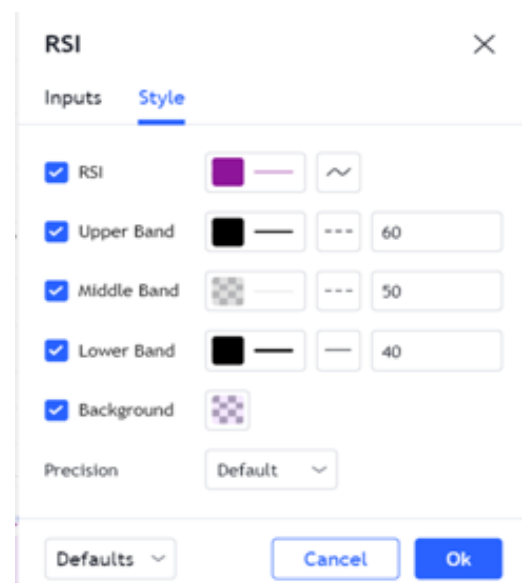 RSI
Inputs Style
RSI
Upper Band 60
Middle Band 50
Lower Band 40
Background
Precision Default
Defaults Cancel Ok